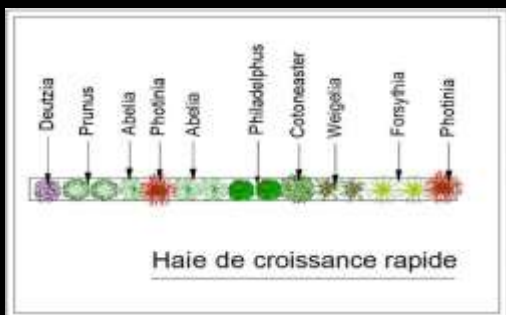 Deutzia
Prunus
Abelia
Photinia
Abelia
Philadelphus
Cotoneaster
Weigelia
Forsythia
Photinia
Haie de croissance rapide